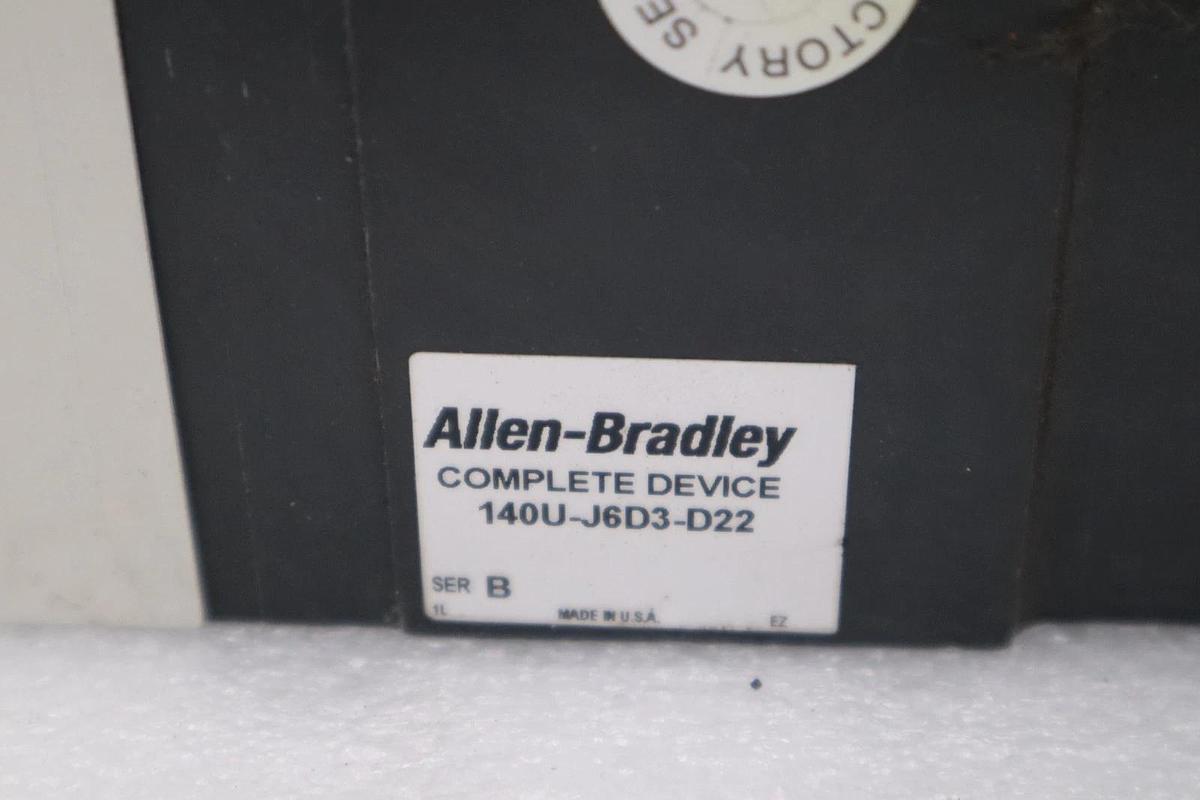 CTORY SE
Allen-Bradley
COMPLETE DEVICE
140U-J6D3-D22
SER B
1L MADE IN U.S.A. EZ